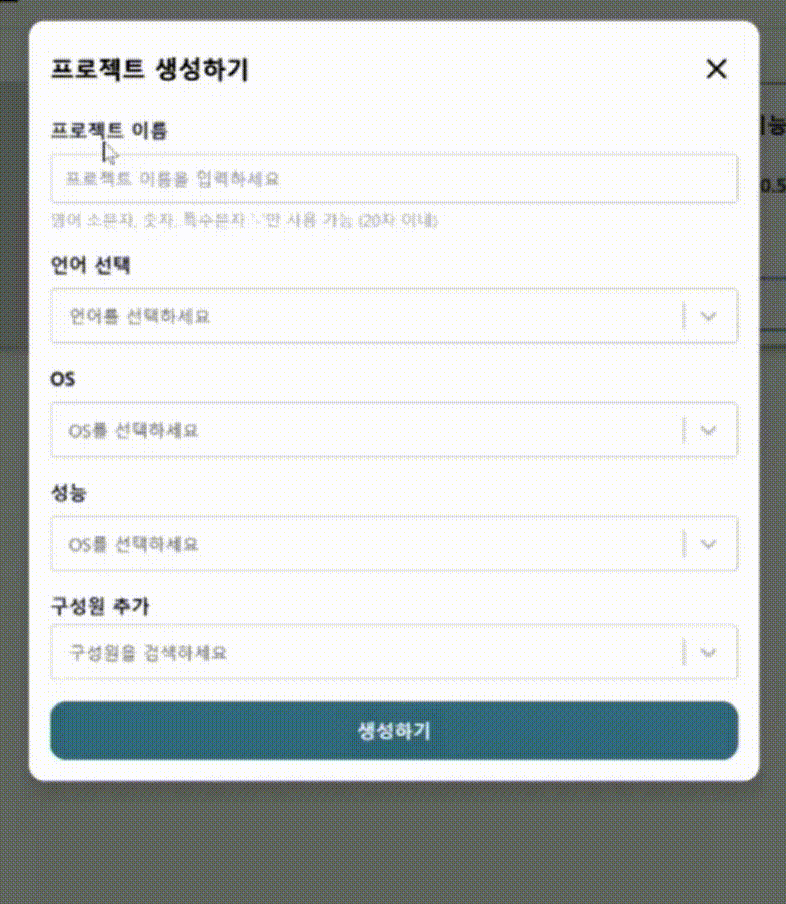 프로젝트 생성하기
프로젝트 이름
프로젝트 이름을 입력하세요
영어 소문자, 숫자, 특수문자 '-'만 사용 가능 (20자 이내)
언어 선택
언어를 선택하세요
OS
OS를 선택하세요
성능
OS를 선택하세요
구성원 추가
구성원을 검색하세요
생성하기
능
0.5